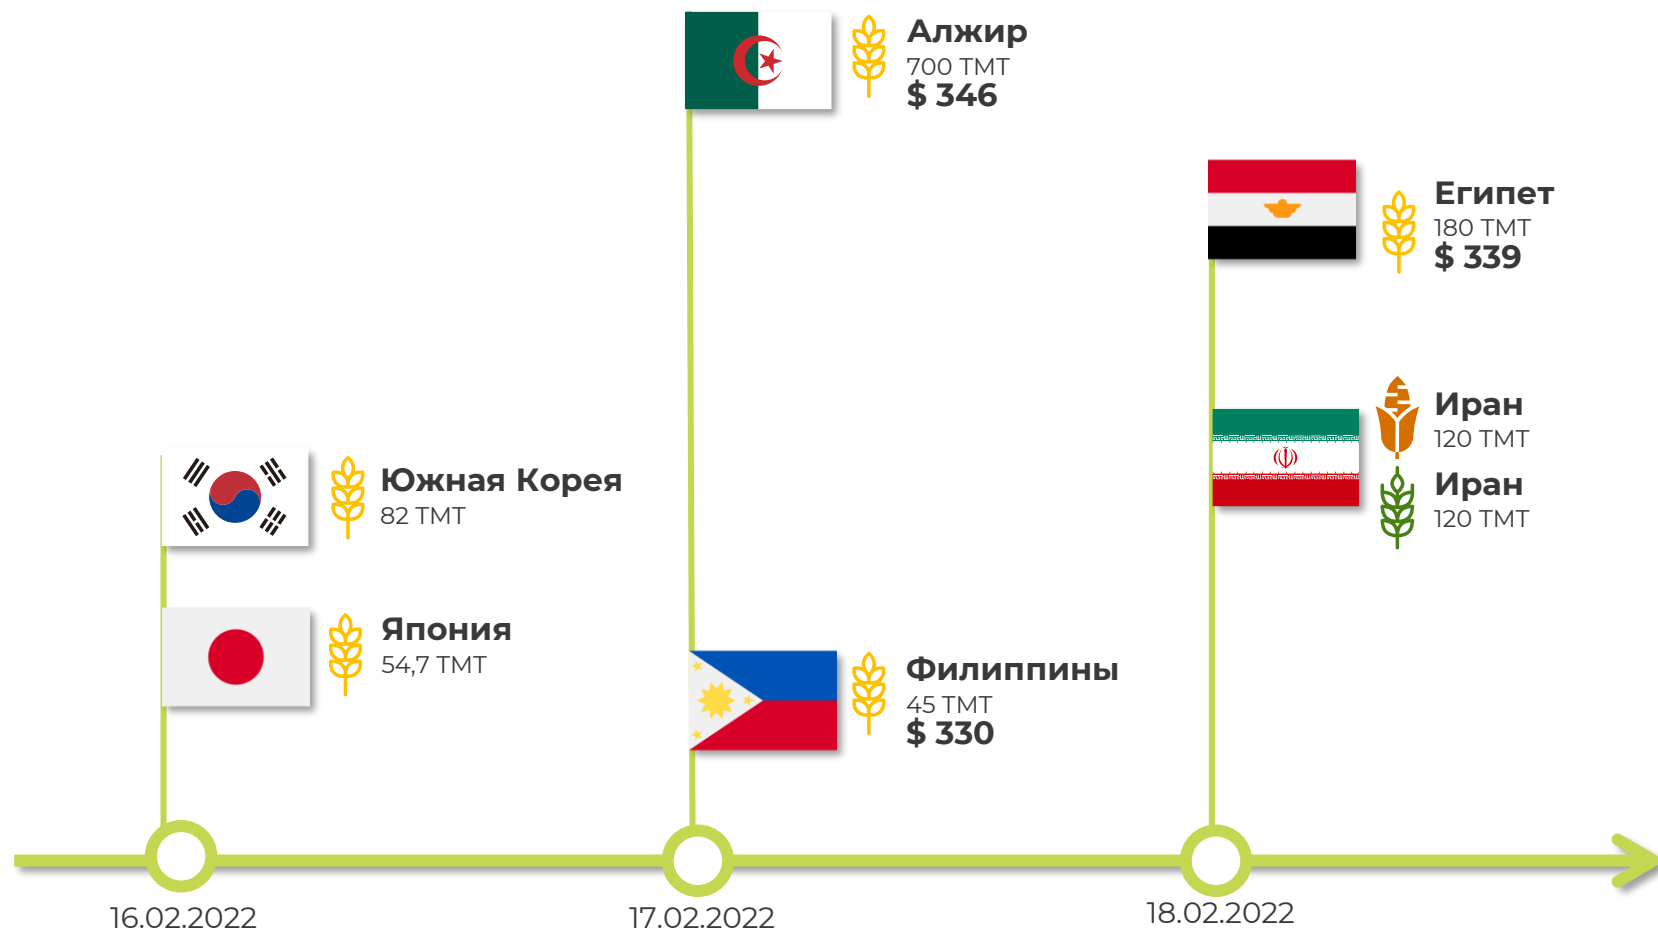 Алжир
700 ТМТ
$ 346
Египет
180 ТМТ
$ 339
Иран
120 ТМТ
Иран
120 ТМТ
Южная Корея
82 ТМТ
Япония
54,7 ТМТ
Филиппины
45 ТМТ
$ 330
16.02.2022
17.02.2022
18.02.2022